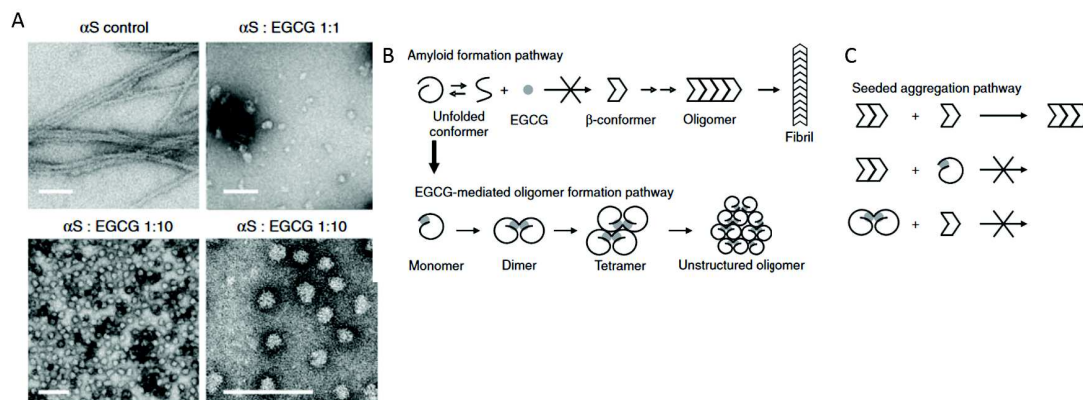 A
αS control
αS : EGCG 1:1
αS : EGCG 1:10
αS : EGCG 1:10
B
Amyloid formation pathway
+
Unfolded
conformer
EGCG
β-conformer
Oligomer
Fibril
EGCG-mediated oligomer formation pathway
Monomer
Dimer
Tetramer
Unstructured oligomer
C
Seeded aggregation pathway
+
+
+